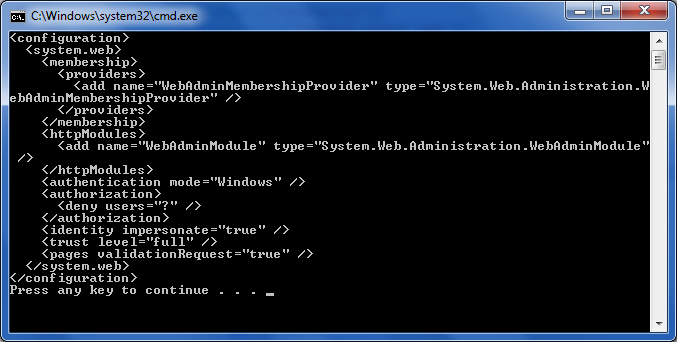 C:\Windows\system32\cmd.exe
<configuration>
  <system.web>
    <membership>
      <providers>
        <add name="WebAdminMembershipProvider" type="System.Web.Administration.W
ebAdminMembershipProvider" />
      </providers>
    </membership>
    <httpModules>
      <add name="WebAdminModule" type="System.Web.Administration.WebAdminModule"
 />
    </httpModules>
    <authentication mode="Windows" />
    <authorization>
      <deny users="?" />
    </authorization>
    <identity impersonate="true" />
    <trust level="full" />
    <pages validationRequest="true" />
  </system.web>
</configuration>
Press any key to continue . . . _